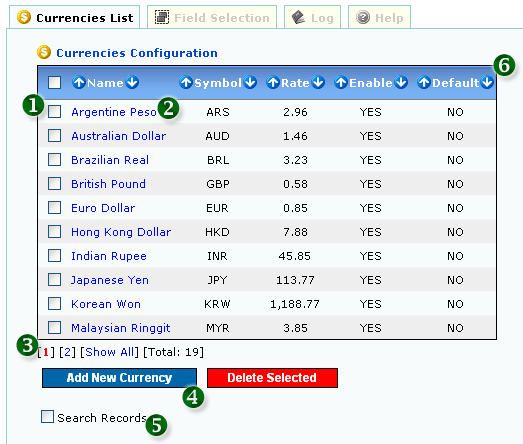 Currencies List Field Selection Log Help
Currencies Configuration 6
Name Symbol Rate Enable Default
1 Argentine Peso 2 ARS 2.96 YES NO
Australian Dollar AUD 1.46 YES NO
Brazilian Real BRL 3.23 YES NO
British Pound GBP 0.58 YES NO
Euro Dollar EUR 0.85 YES NO
Hong Kong Dollar HKD 7.88 YES NO
Indian Rupee INR 45.85 YES NO
Japanese Yen JPY 113.77 YES NO
Korean Won KRW 1,188.77 YES NO
Malaysian Ringgit MYR 3.85 YES NO
3 [1] [2] [Show All] [Total: 19]
Add New Currency Delete Selected
4
Search Records 5